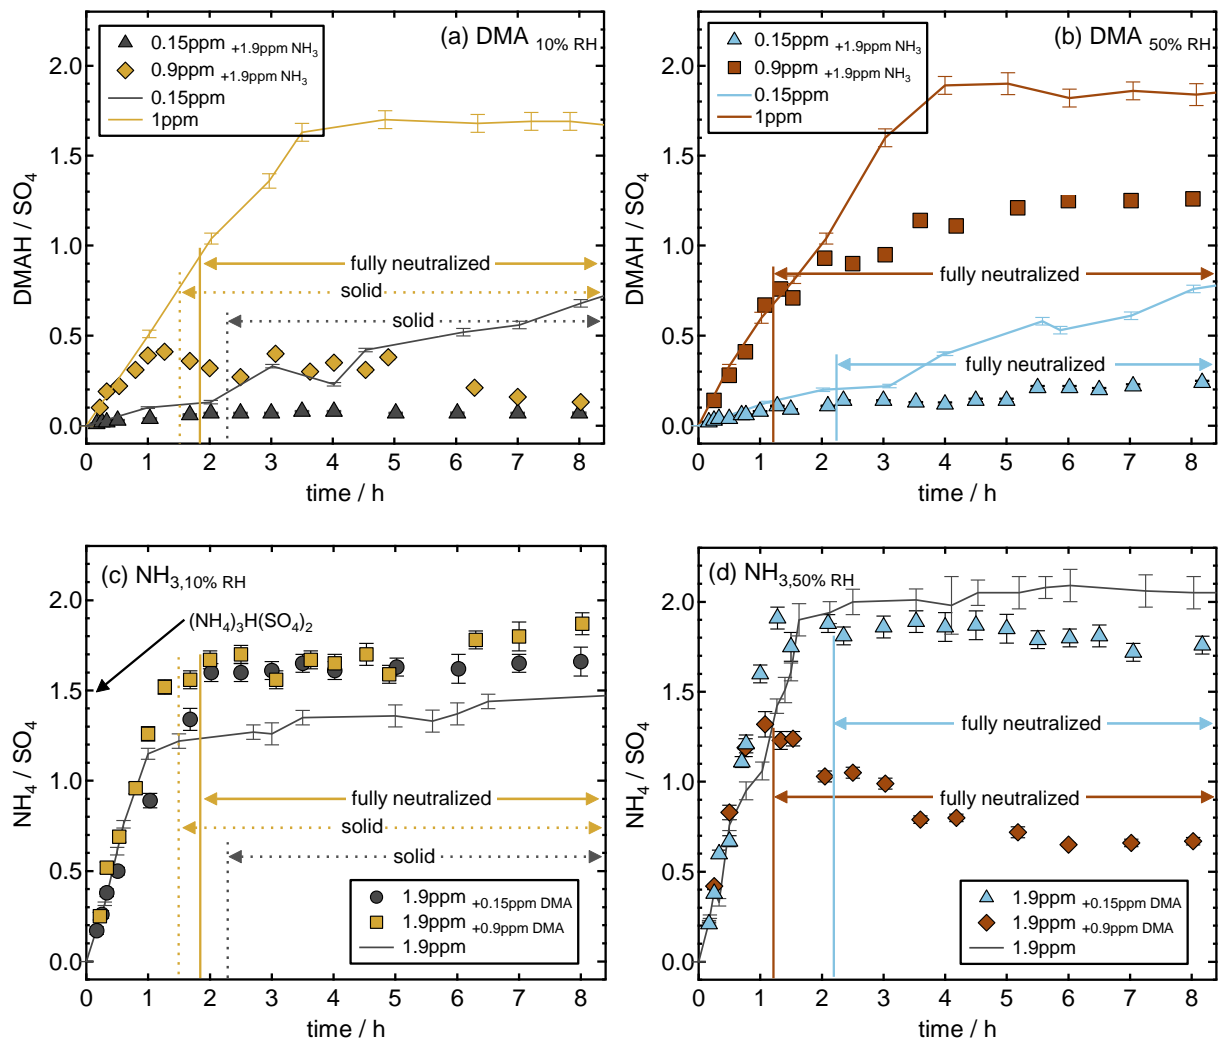 (a) DMA 10% RH
0.15ppm +1.9ppm NH3
0.9ppm +1.9ppm NH3
0.15ppm
1ppm
2.0
1.5
1.0
0.5
0.0
DMAH / SO4
fully neutralized
solid
solid
0 1 2 3 4 5 6 7 8
time / h
(b) DMA 50% RH
0.15ppm +1.9ppm NH3
0.9ppm +1.9ppm NH3
0.15ppm
1ppm
2.0
1.5
1.0
0.5
0.0
DMAH / SO4
fully neutralized
fully neutralized
0 1 2 3 4 5 6 7 8
time / h
(c) NH3,10% RH
(NH4)3H(SO4)2
2.0
1.5
1.0
0.5
0.0
NH4 / SO4
fully neutralized
solid
solid
1.9ppm +0.15ppm DMA
1.9ppm +0.9ppm DMA
1.9ppm
0 1 2 3 4 5 6 7 8
time / h
(d) NH3,50% RH
2.0
1.5
1.0
0.5
0.0
NH4 / SO4
fully neutralized
fully neutralized
1.9ppm +0.15ppm DMA
1.9ppm +0.9ppm DMA
1.9ppm
0 1 2 3 4 5 6 7 8
time / h